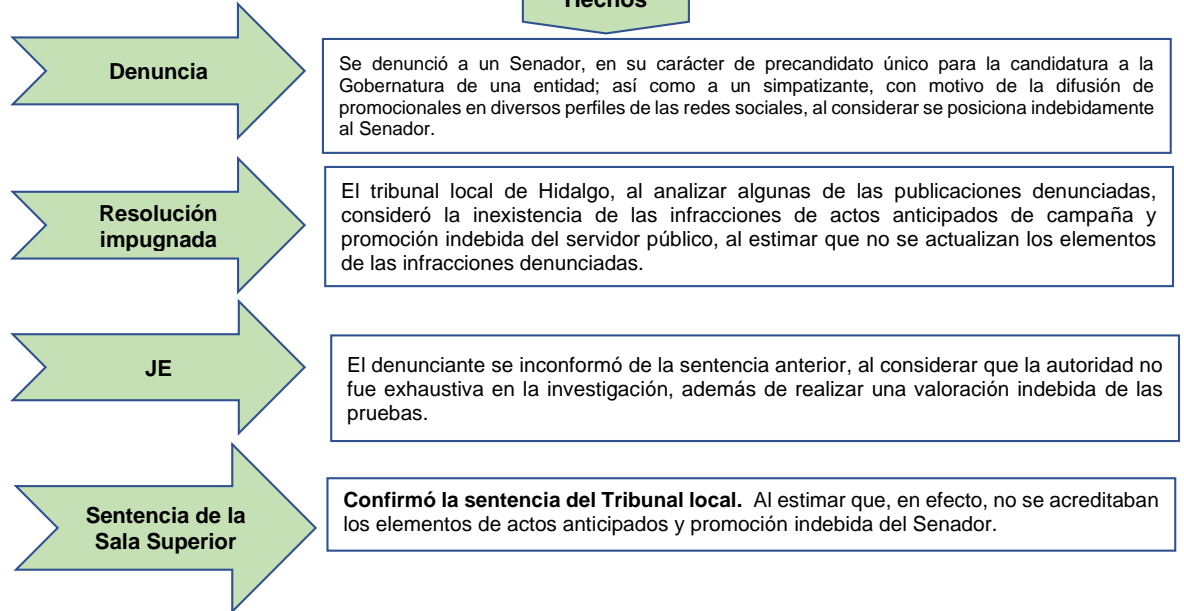 Hechos
Denuncia
Se denunció a un Senador, en su carácter de precandidato único para la candidatura a la
Gobernatura de una entidad; así como a un simpatizante, con motivo de la difusión de
promocionales en diversos perfiles de las redes sociales, al considerar se posiciona indebidamente
al Senador.
Resolución
impugnada
El tribunal local de Hidalgo, al analizar algunas de las publicaciones denunciadas,
consideró la inexistencia de las infracciones de actos anticipados de campaña y
promoción indebida del servidor público, al estimar que no se actualizan los elementos
de las infracciones denunciadas.
JE
El denunciante se inconformó de la sentencia anterior, al considerar que la autoridad no
fue exhaustiva en la investigación, además de realizar una valoración indebida de las
pruebas.
Sentencia de la
Sala Superior
Confirmó la sentencia del Tribunal local. Al estimar que, en efecto, no se acreditaban
los elementos de actos anticipados y promoción indebida del Senador.